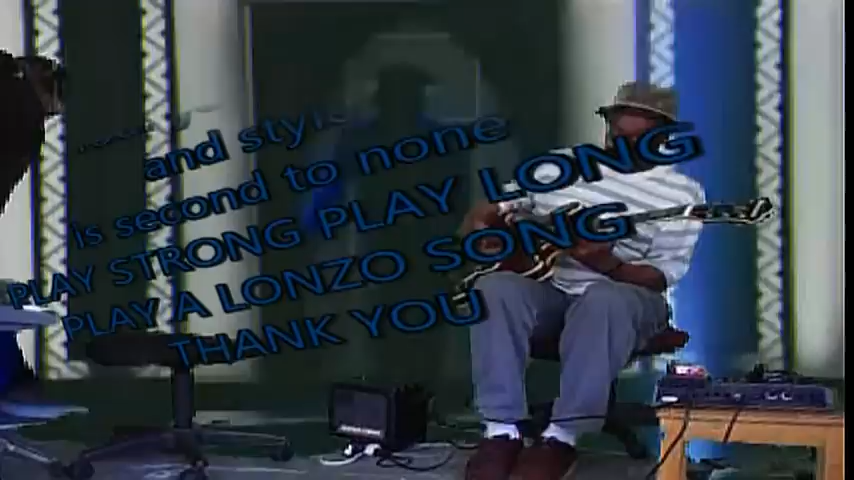 and style
is second to none
PLAY STRONG PLAY LONG
PLAY A LONZO SONG
THANK YOU